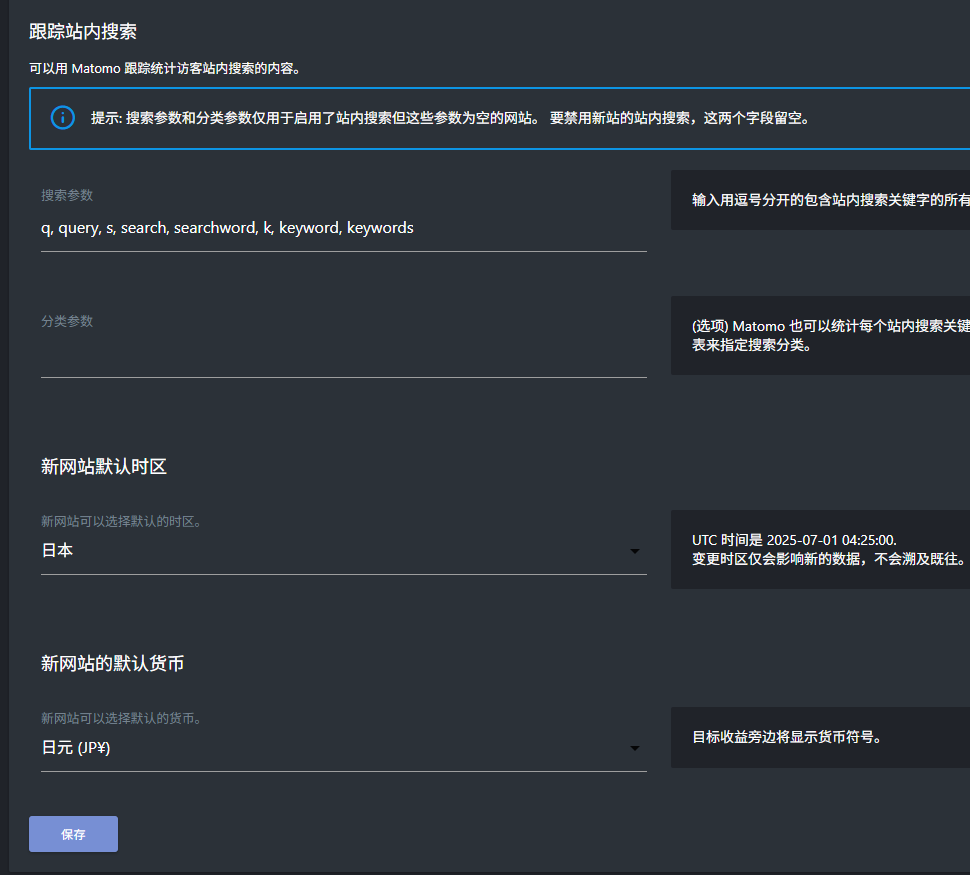 跟踪站内搜索
可以用 Matomo 跟踪统计访客站内搜索的内容。
提示: 搜索参数和分类参数仅用于启用了站内搜索但这些参数为空的网站。 要禁用新站的站内搜索，这两个字段留空。
搜索参数
输入用逗号分开的包含站内搜索关键字的所有
q, query, s, search, searchword, k, keyword, keywords
分类参数
(选项) Matomo 也可以统计每个站内搜索关键
表来指定搜索分类。
新网站默认时区
新网站可以选择默认的时区。
日本
UTC 时间是 2025-07-01 04:25:00.
变更时区仅会影响新的数据，不会溯及既往。
新网站的默认货币
新网站可以选择默认的货币。
日元 (JP¥)
目标收益旁边将显示货币符号。
保存